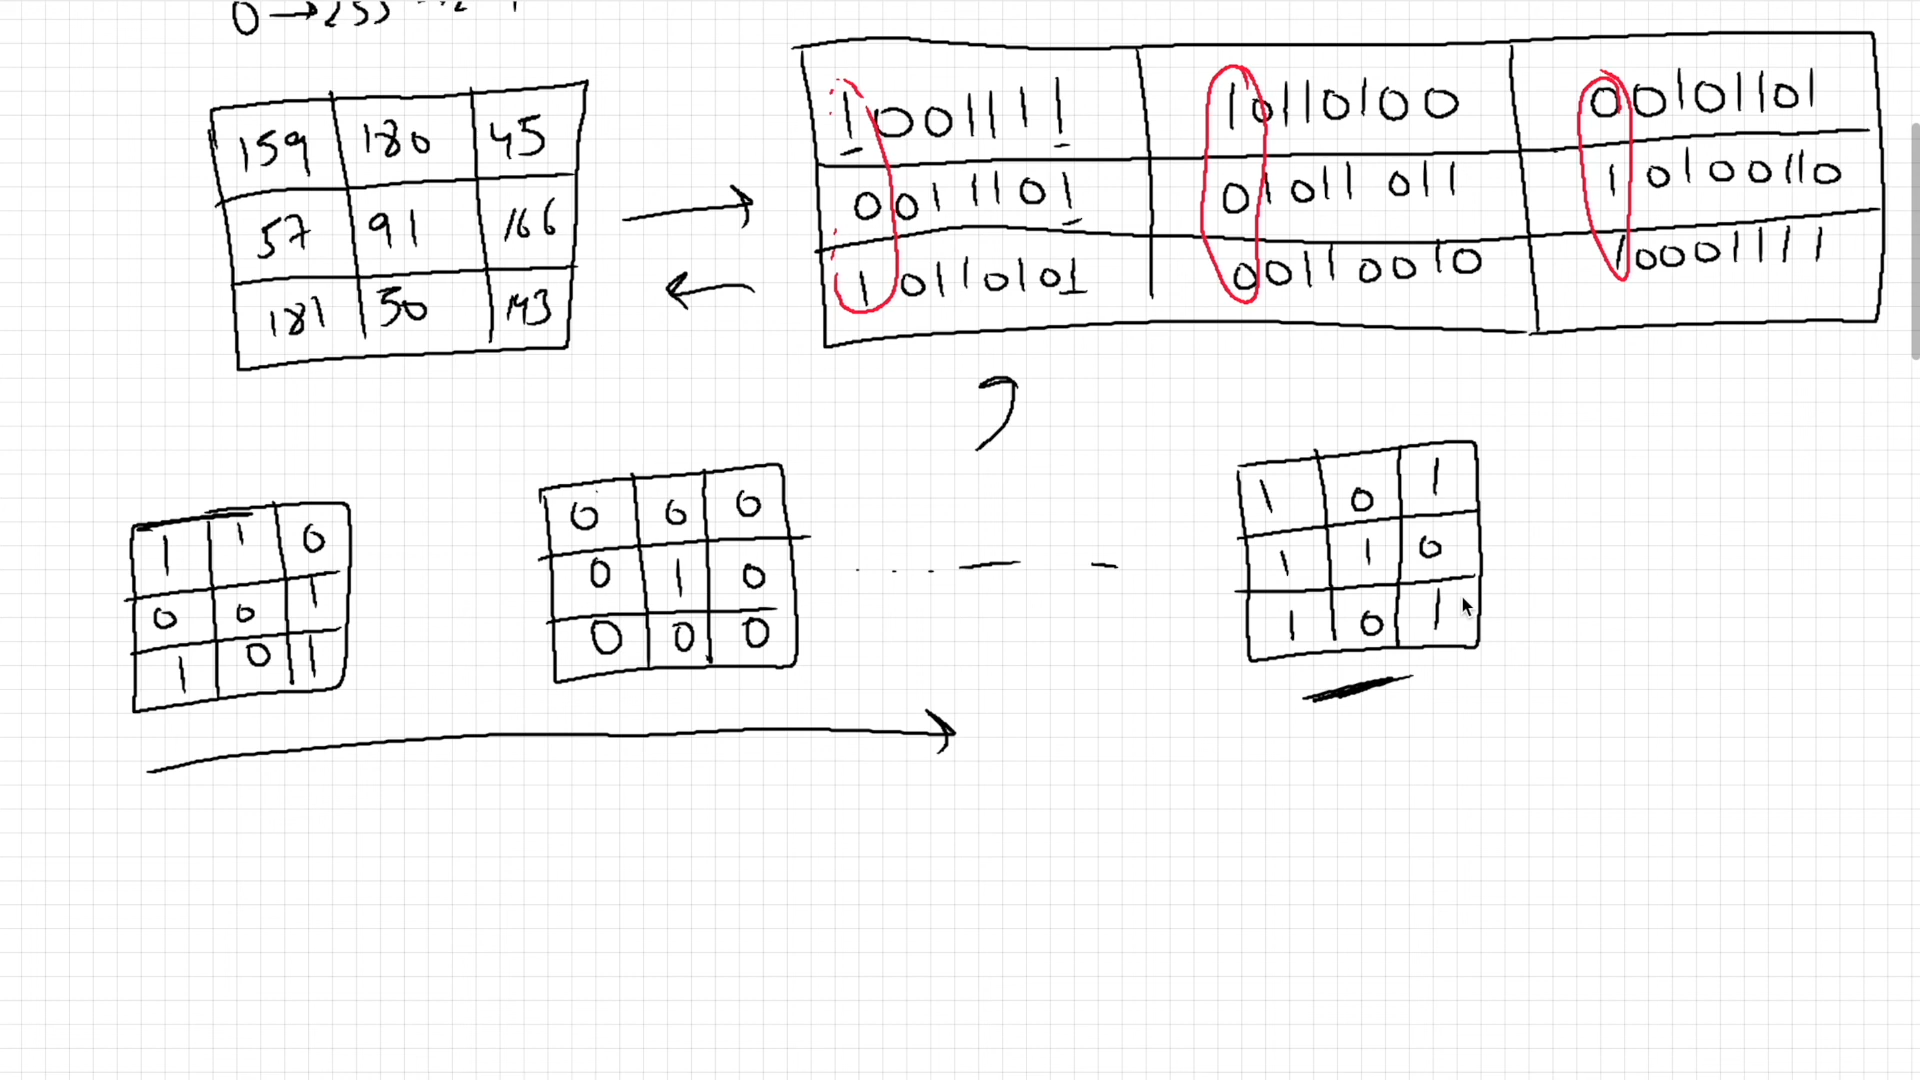 0→255
159 180 45
57 91 166
181 50 143
10011111 10110100 00101101
00111101 01011011 10100110
10110101 00110010 10001111
1 1 0
0 0 1
1 0 1
0 0 0
0 1 0
0 0 0
1 0 1
1 1 0
1 0 1